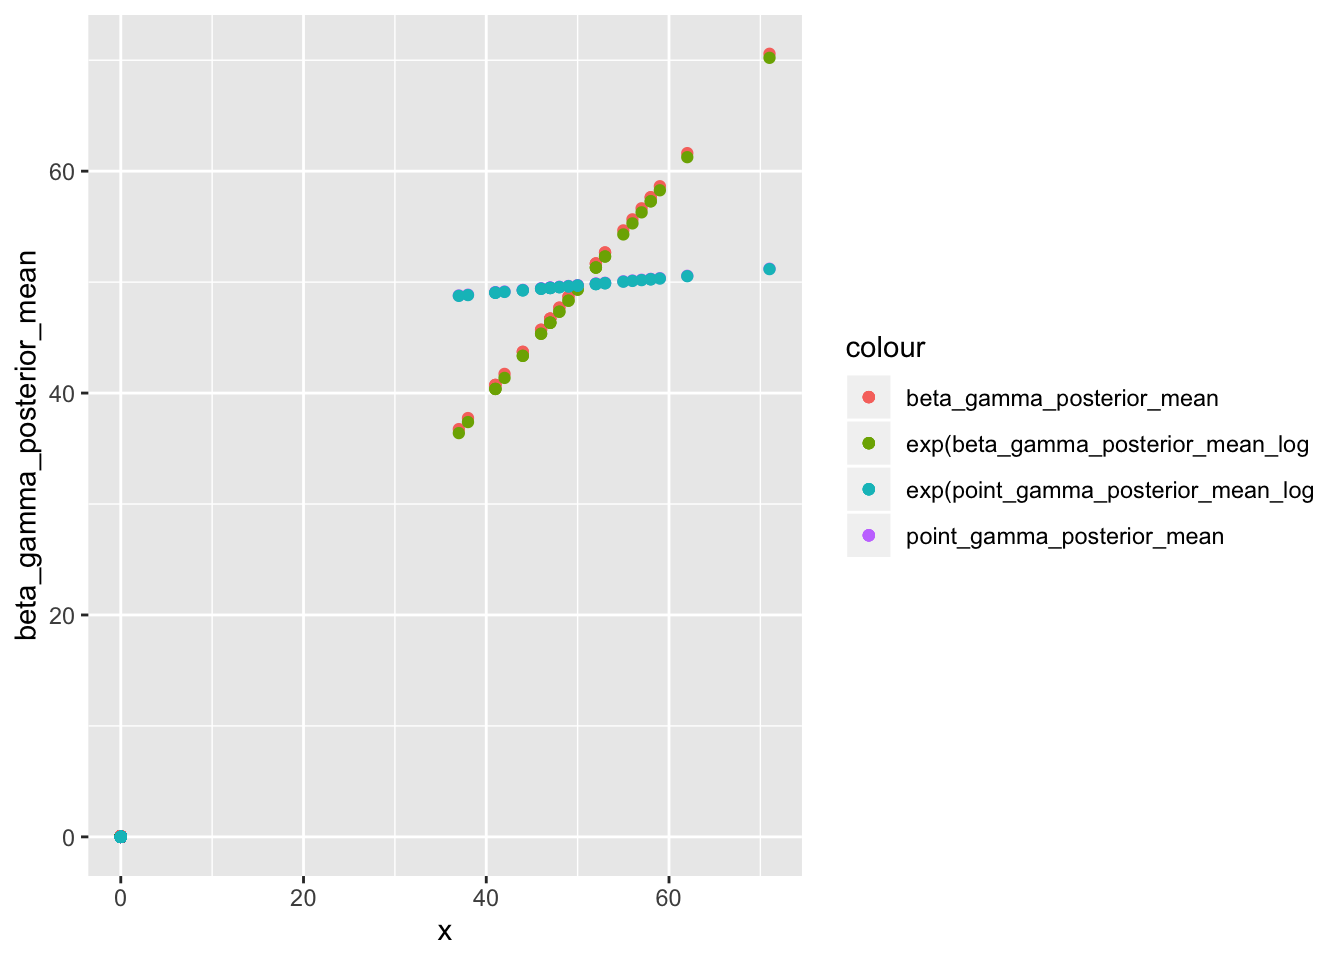 beta_gamma_posterior_mean
60
40
20
0
0 20 40 60
x
colour
beta_gamma_posterior_mean
exp(beta_gamma_posterior_mean_log
exp(point_gamma_posterior_mean_log
point_gamma_posterior_mean